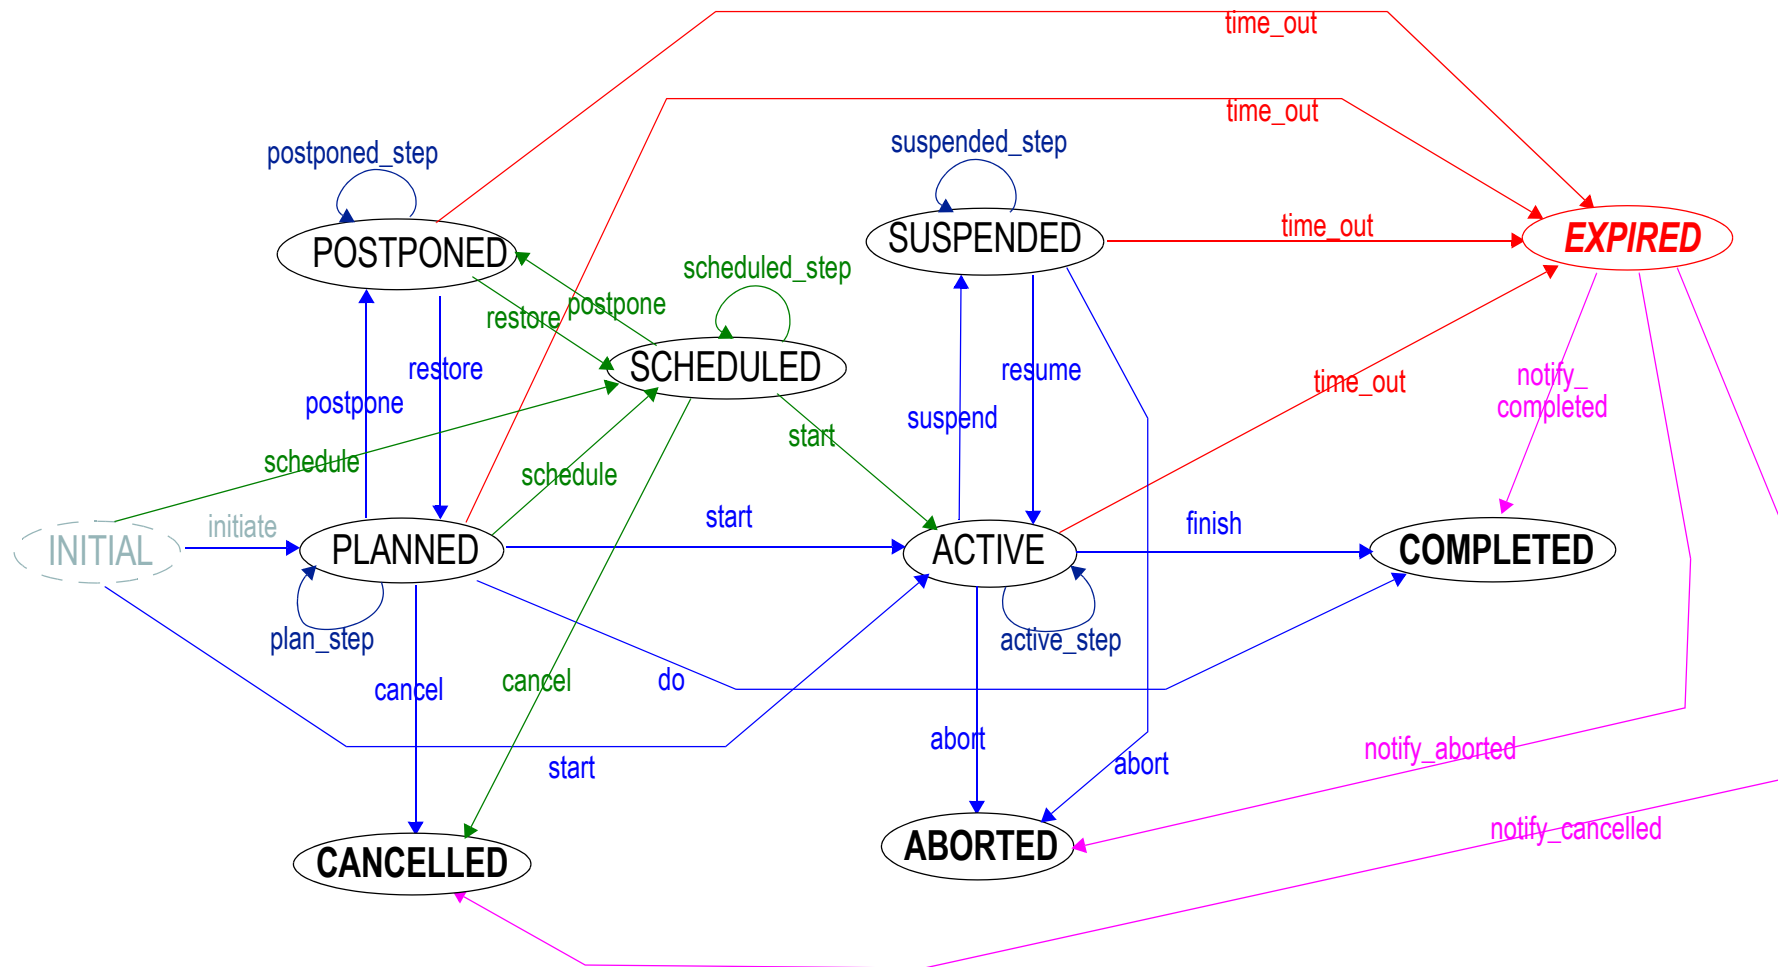 time_out
time_out
postponed_step
suspended_step
time_out
POSTPONED
SUSPENDED
EXPIRED
scheduled_step
postpone
restore
SCHEDULED
restore
resume
time_out
notify_
completed
postpone
suspend
start
schedule
schedule
initiate
start
finish
INITIAL
PLANNED
ACTIVE
COMPLETED
plan_step
active_step
cancel
cancel
do
abort
notify_aborted
start
abort
notify_cancelled
CANCELLED
ABORTED